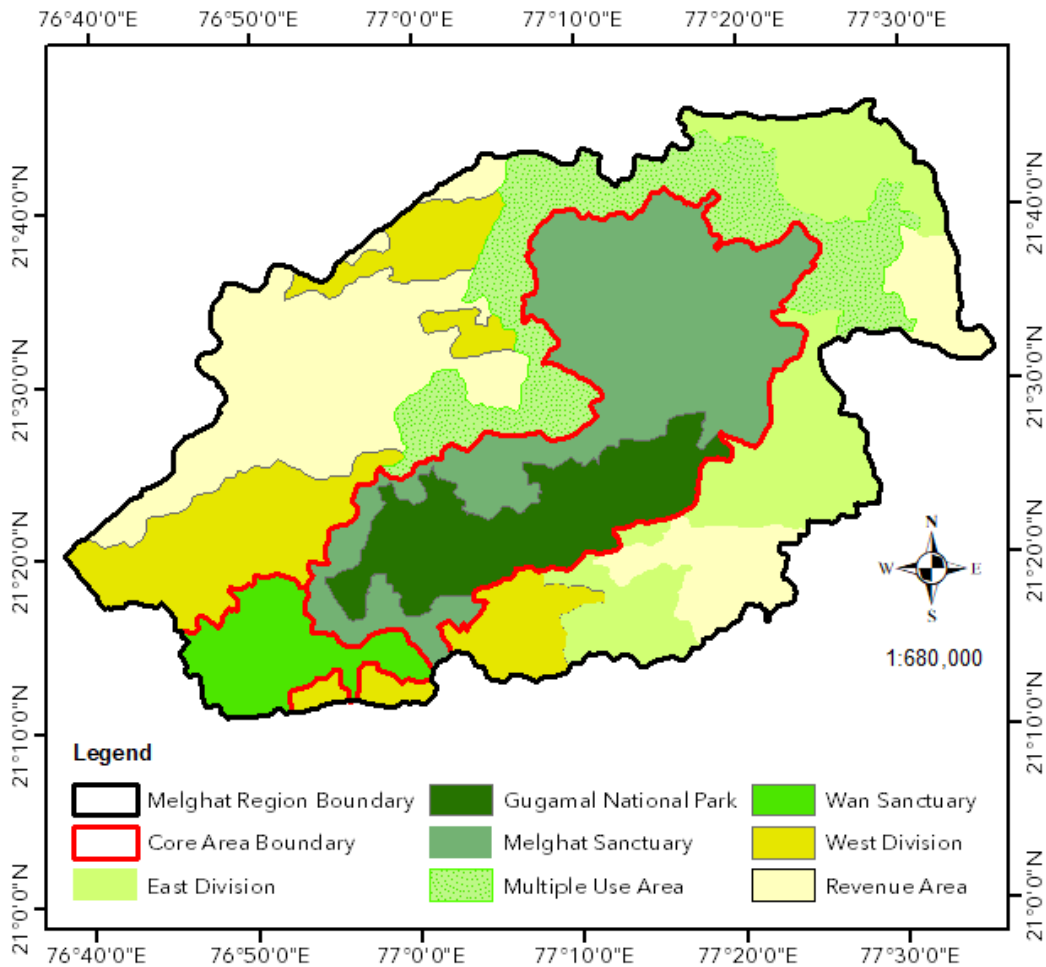 76°40'0"E 76°50'0"E 77°0'0"E 77°10'0"E 77°20'0"E 77°30'0"E
21°40'0"N 21°40'0"N
21°30'0"N 21°30'0"N
21°20'0"N 21°20'0"N
21°10'0"N 21°10'0"N
21°0'0"N 21°0'0"N
N
W E
S
1:680,000
Legend
Melghat Region Boundary Gugamal National Park Wan Sanctuary
Core Area Boundary Melghat Sanctuary West Division
East Division Multiple Use Area Revenue Area
76°40'0"E 76°50'0"E 77°0'0"E 77°10'0"E 77°20'0"E 77°30'0"E